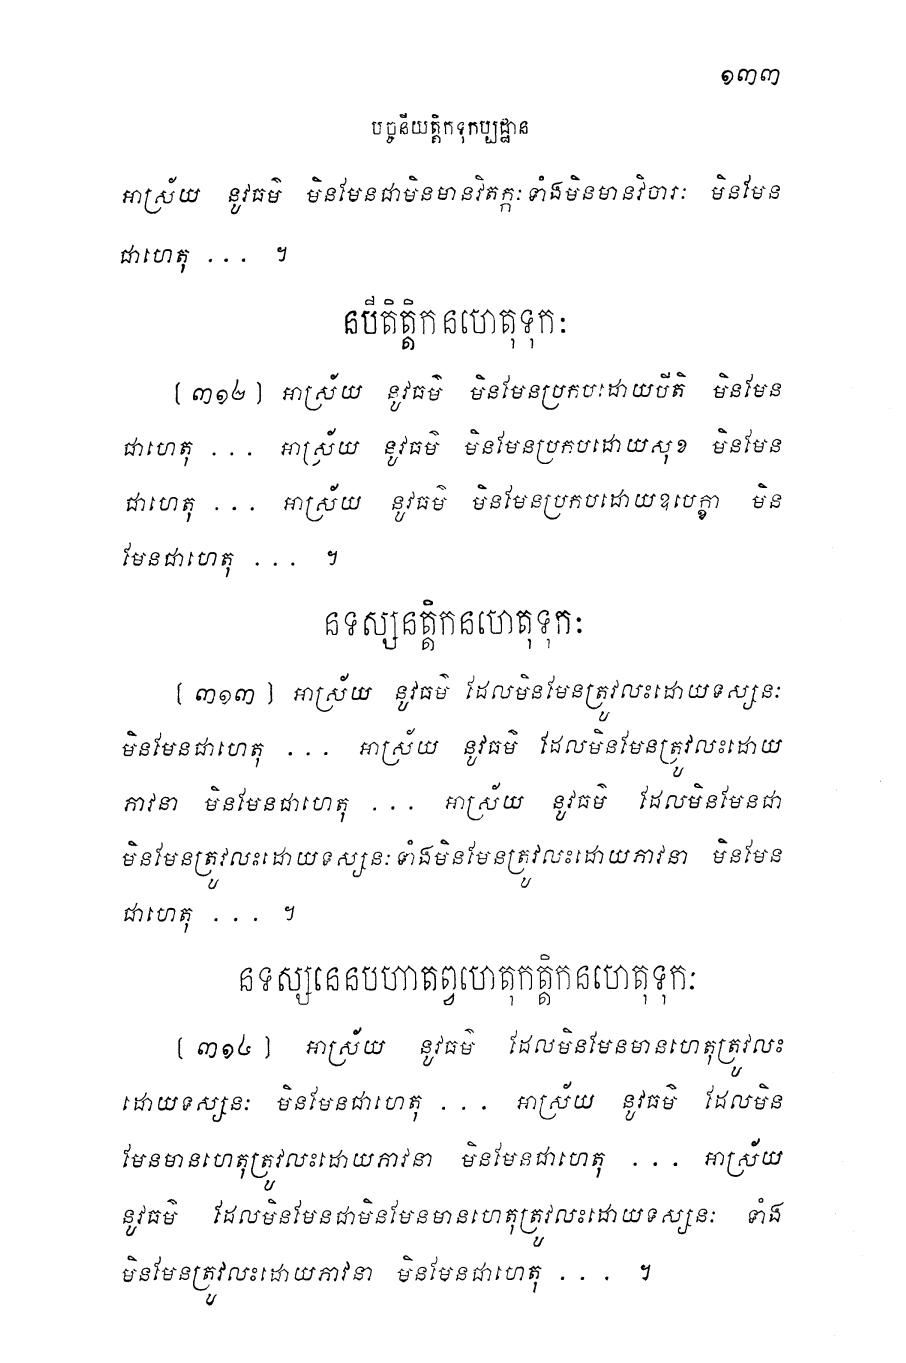 ១៣៣
បច្ចនីយត្តិកទុកប្បដ្ឋាន
អាស្រ័យ នូវធម៌ មិនមែនជាមិនមានវិតក្កៈទាំងមិនមានវិចារៈ មិនមែន
ជាហេតុ ... ។
នបីតិត្តិកនហេតុទុកៈ
[៣១២] អាស្រ័យ នូវធម៌ មិនមែនប្រកបដោយបីតិ មិនមែន
ជាហេតុ ... អាស្រ័យ នូវធម៌ មិនមែនប្រកបដោយសុខ មិនមែន
ជាហេតុ ... អាស្រ័យ នូវធម៌ មិនមែនប្រកបដោយឧបេក្ខា មិន
មែនជាហេតុ ... ។
នទស្សនត្តិកនហេតុទុកៈ
[៣១៣] អាស្រ័យ នូវធម៌ ដែលមិនមែនត្រូវលះដោយទស្សនៈ
មិនមែនជាហេតុ ... អាស្រ័យ នូវធម៌ ដែលមិនមែនត្រូវលះដោយ
ភាវនា មិនមែនជាហេតុ ... អាស្រ័យ នូវធម៌ ដែលមិនមែនជា
មិនមែនត្រូវលះដោយទស្សនៈទាំងមិនមែនត្រូវលះដោយភាវនា មិនមែន
ជាហេតុ ... ។
នទស្សនេនបហាតព្វហេតុកត្តិកនហេតុទុកៈ
[៣១៤] អាស្រ័យ នូវធម៌ ដែលមិនមែនមានហេតុត្រូវលះ
ដោយទស្សនៈ មិនមែនជាហេតុ ... អាស្រ័យ នូវធម៌ ដែលមិន
មែនមានហេតុត្រូវលះដោយភាវនា មិនមែនជាហេតុ ... អាស្រ័យ
នូវធម៌ ដែលមិនមែនជាមិនមែនមានហេតុត្រូវលះដោយទស្សនៈ ទាំង
មិនមែនត្រូវលះដោយភាវនា មិនមែនជាហេតុ ... ។